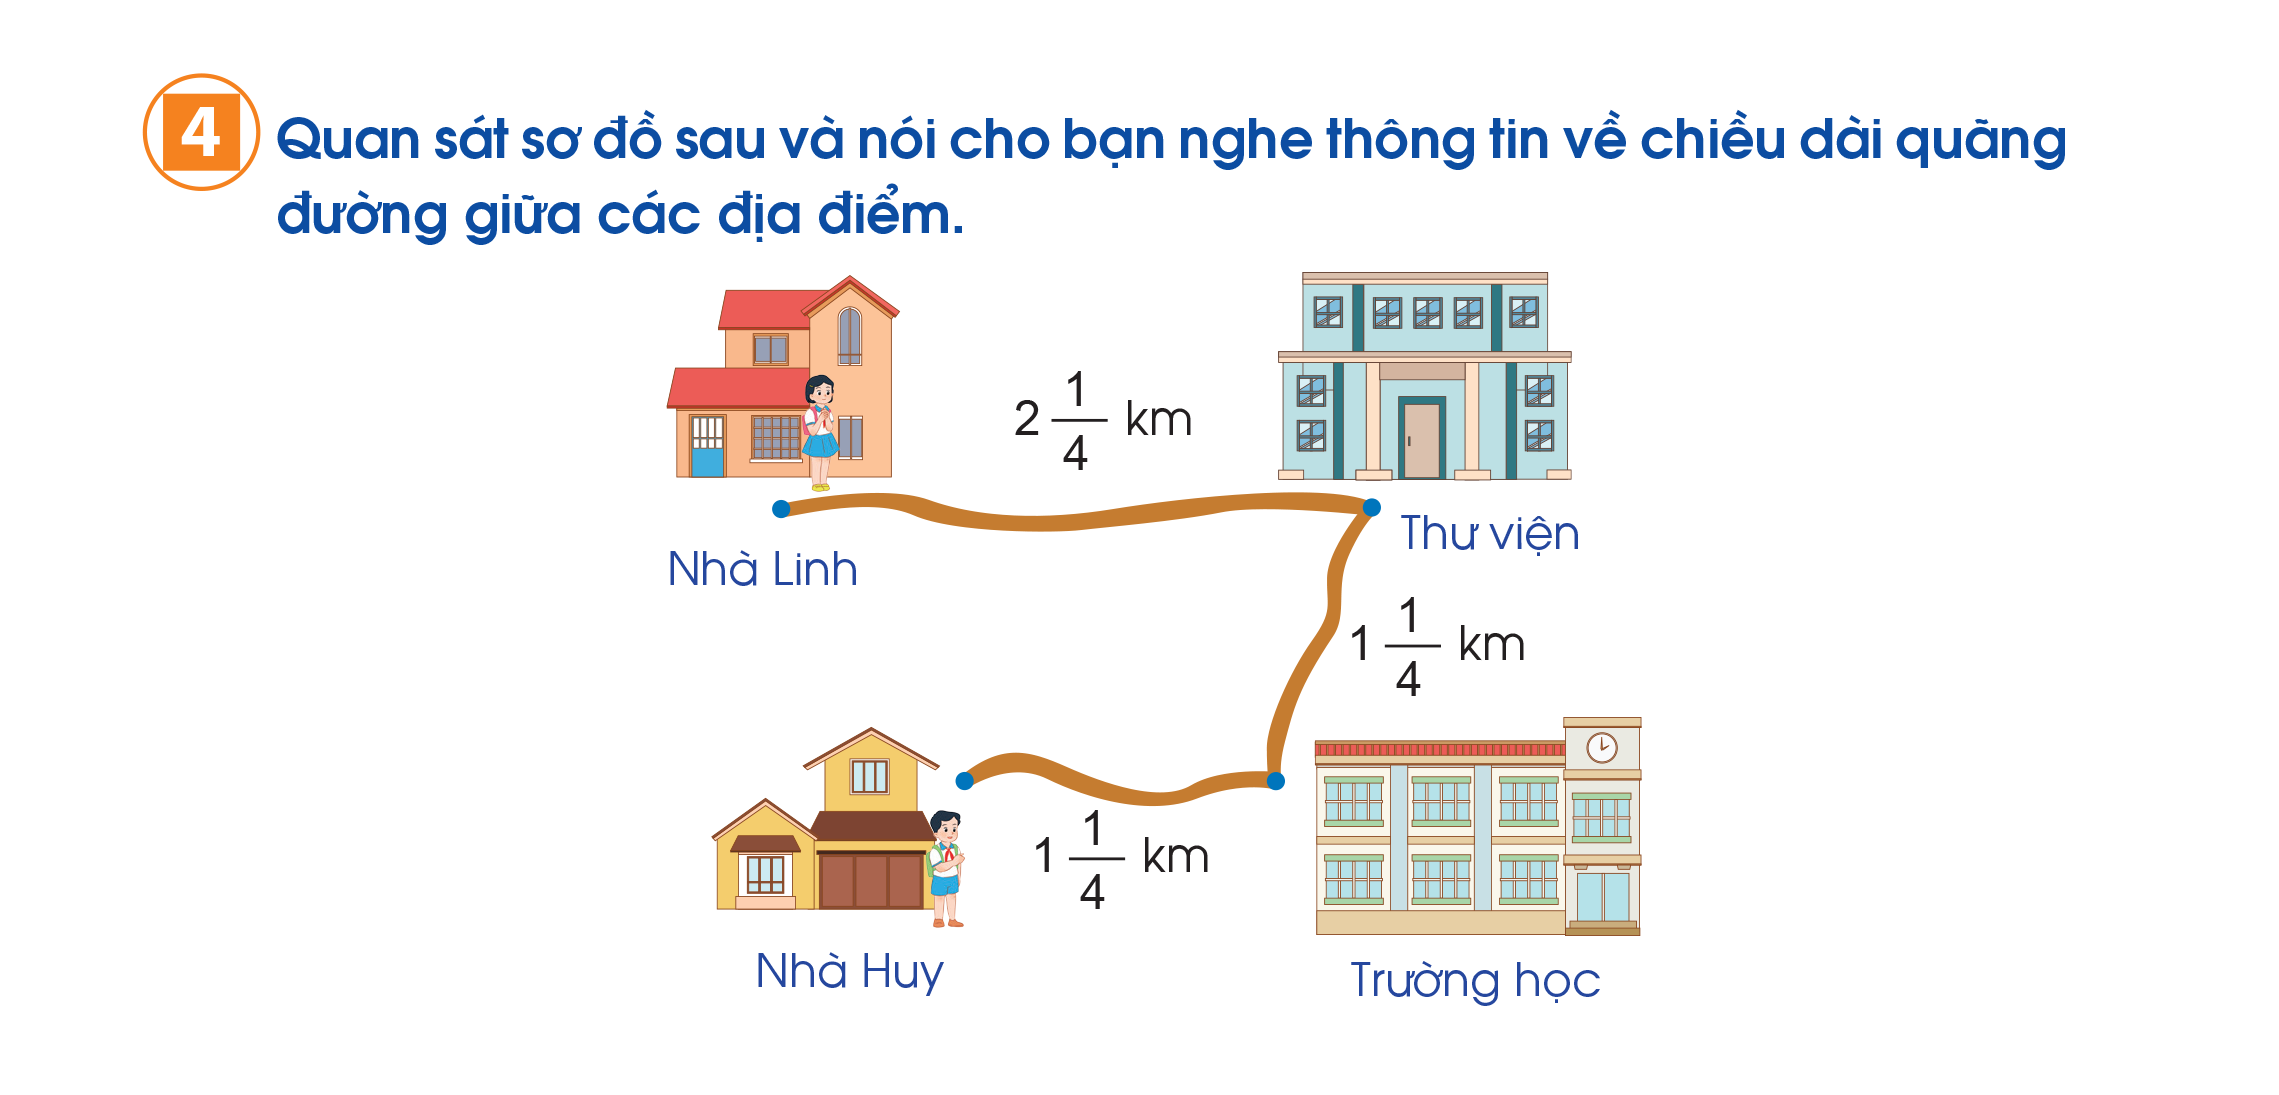 4 Quan sát sơ đồ sau và nói cho bạn nghe thông tin về chiều dài quãng
đường giữa các địa điểm.
2 1/4 km
Thư viện
Nhà Linh
1 1/4 km
1 1/4 km
Nhà Huy
Trường học